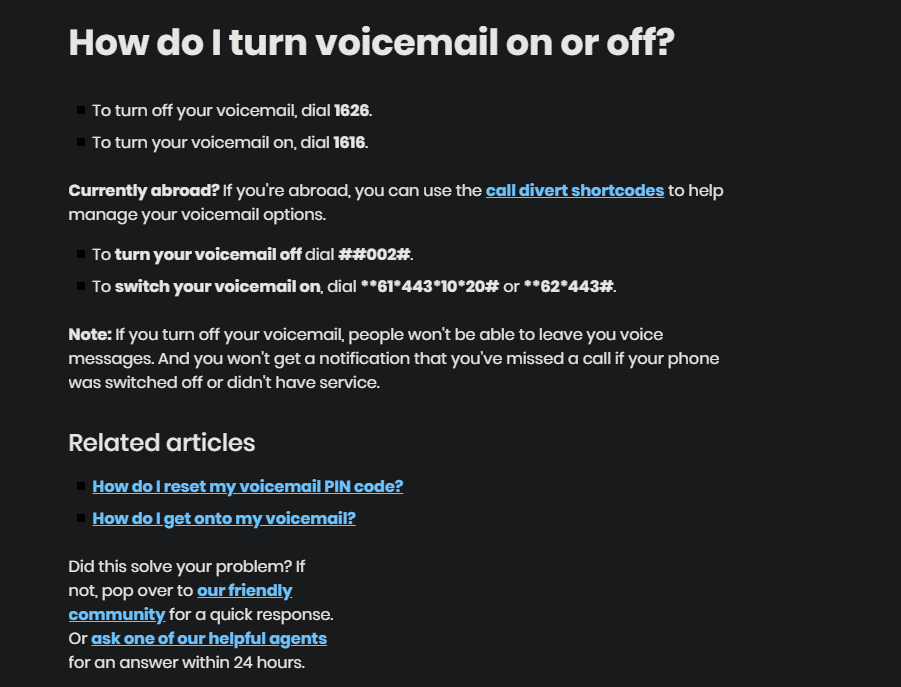 How do I turn voicemail on or off?
To turn off your voicemail, dial 1626.
To turn your voicemail on, dial 1616.
Currently abroad? If you're abroad, you can use the call divert shortcodes to help
manage your voicemail options.
To turn your voicemail off dial ##002#.
To switch your voicemail on, dial **61*443*10*20# or **62*443#.
Note: If you turn off your voicemail, people won't be able to leave you voice
messages. And you won't get a notification that you've missed a call if your phone
was switched off or didn't have service.
Related articles
How do I reset my voicemail PIN code?
How do I get onto my voicemail?
Did this solve your problem? If
not, pop over to our friendly
community for a quick response.
Or ask one of our helpful agents
for an answer within 24 hours.